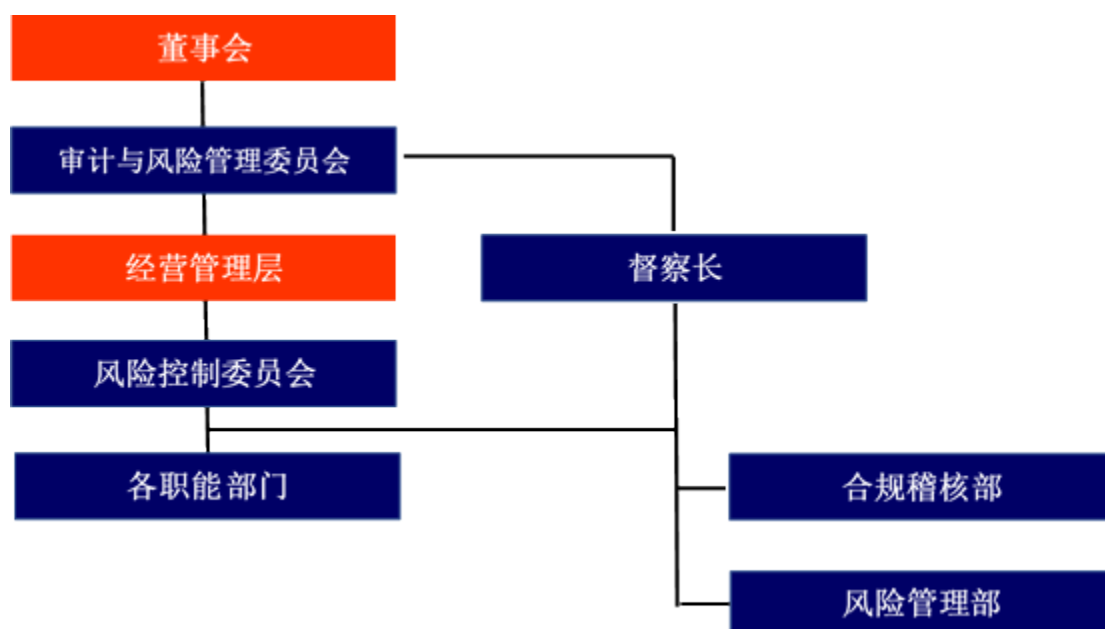 董事会
审计与风险管理委员会
经营管理层
督察长
风险控制委员会
各职能部门
合规稽核部
风险管理部